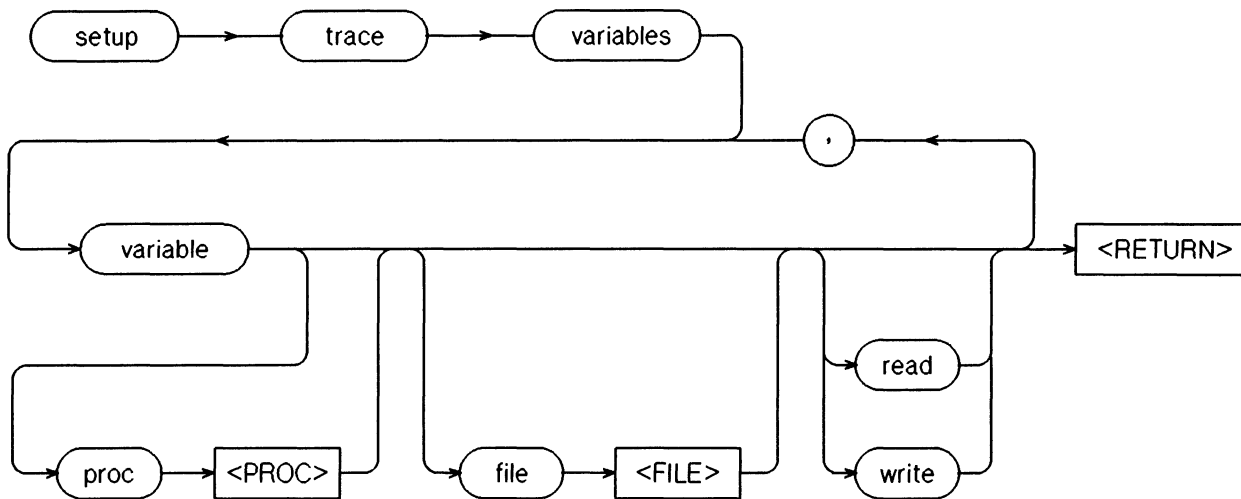 setup trace variables
,
variable <RETURN>
read
proc <PROC> file <FILE> write